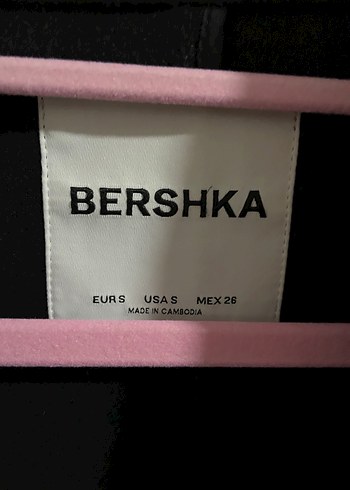 BERSHKA
EUR S USA S MEX 26
MADE IN CAMBODIA